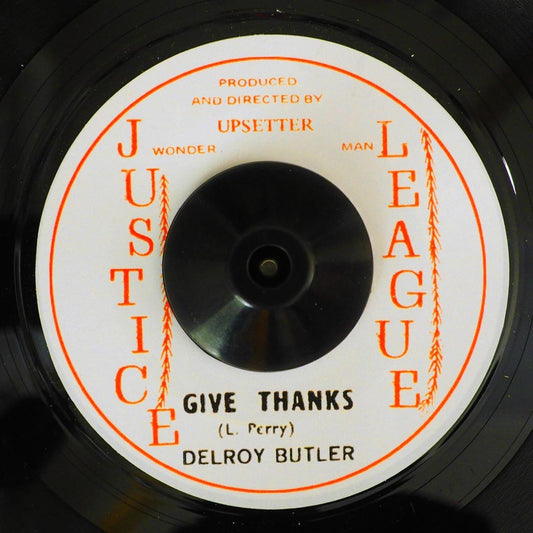 PRODUCED
AND DIRECTED BY
UPSETTER
WONDER. MAN
JUSTICE
LEAGUE
GIVE THANKS
(L. Perry)
DELROY BUTLER